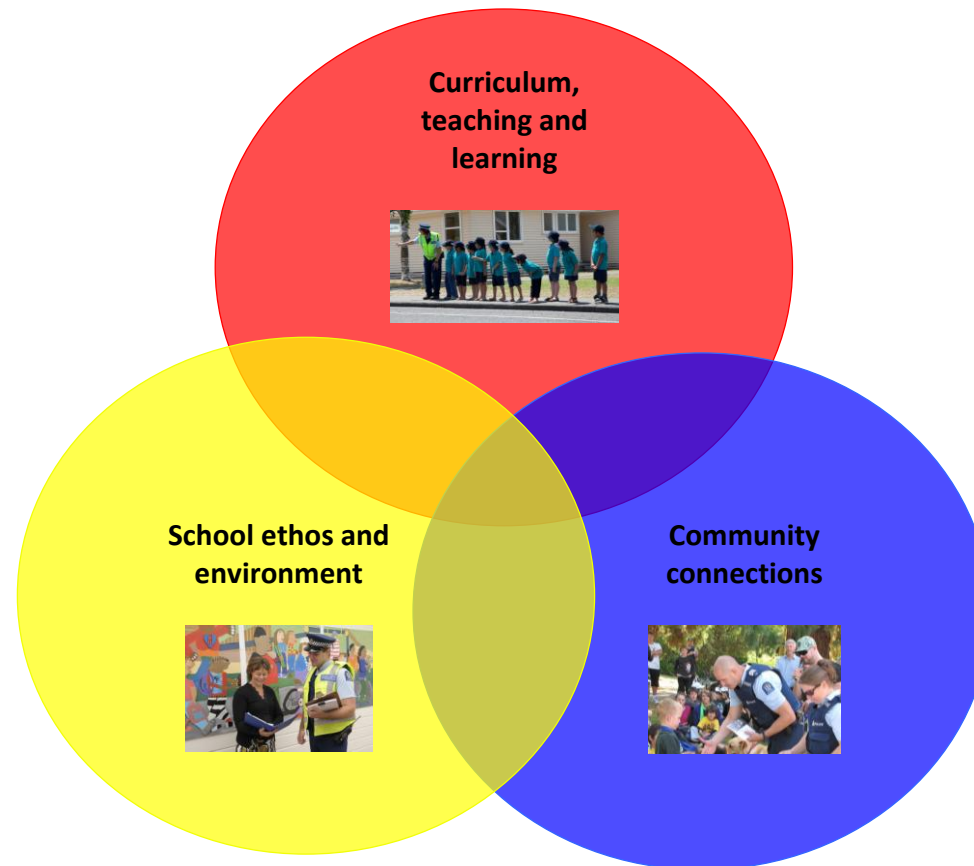 Curriculum,
teaching and
learning
School ethos and
environment
Community
connections